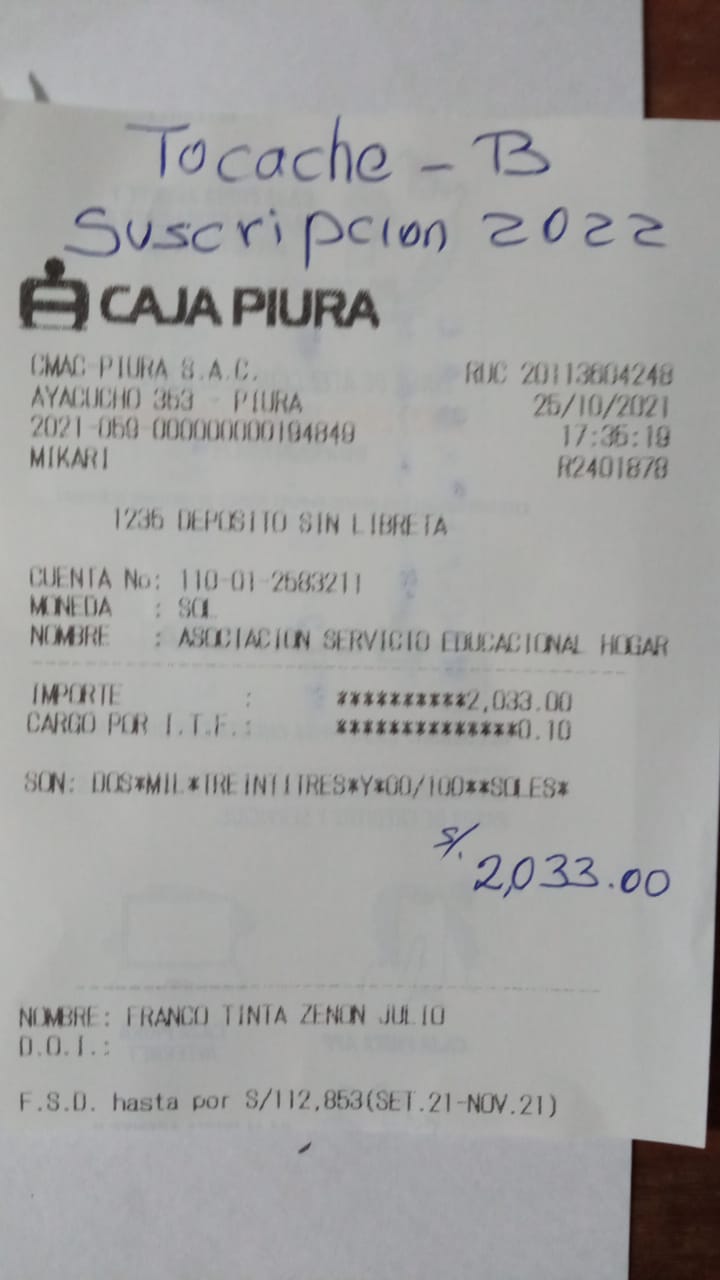 Tocache - B
Suscripcion 2022
CAJA PIURA
CMAC-PIURA S.A.C. RUC 20113604248
AYACUCHO 353 - PIURA 25/10/2021
2021-059-000000000194849 17:35:19
MIKARI R2401878
1235 DEPOSITO SIN LIBRETA
CUENTA No: 110-01-2583211
MONEDA : SOL
NOMBRE : ASOCIACION SERVICIO EDUCACIONAL HOGAR
IMPORTE : **********2,033.00
CARGO POR I.T.F.: **************0.10
SON: DOS*MIL*TREINTITRES*Y*00/100**SOLES*
S/. 2,033.00
NOMBRE: FRANCO TINTA ZENON JULIO
D.O.I.:
F.S.D. hasta por S/112,853(SET.21-NOV.21)